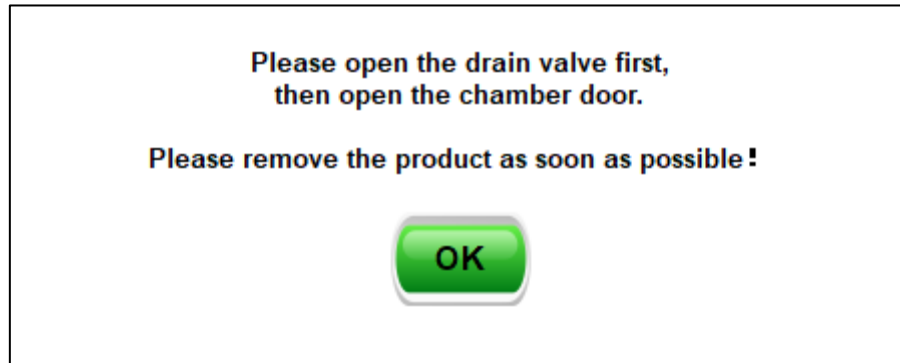 Please open the drain valve first,
then open the chamber door.
Please remove the product as soon as possible!
OK